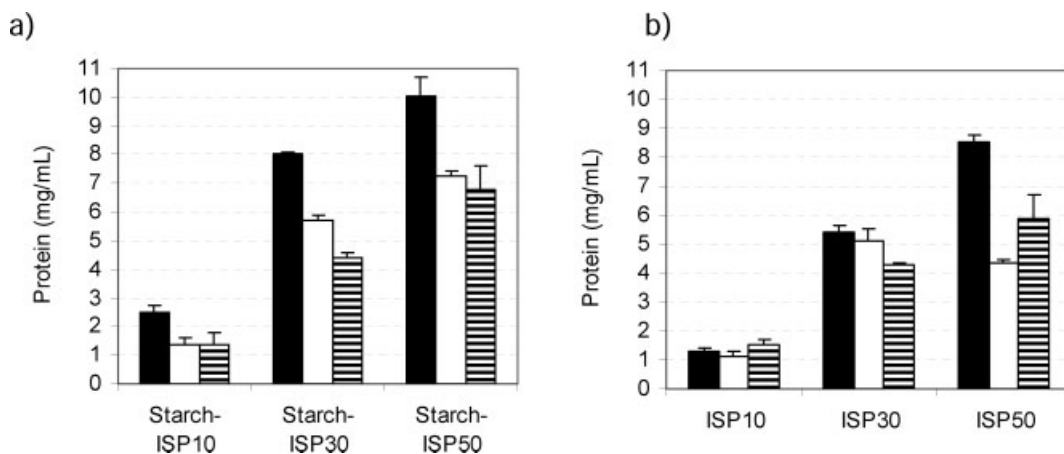 a)
11
10
9
8
7
6
5
4
3
2
1
0
Protein (mg/mL)
Starch-
ISP10
Starch-
ISP30
Starch-
ISP50
b)
11
10
9
8
7
6
5
4
3
2
1
0
Protein (mg/mL)
ISP10
ISP30
ISP50